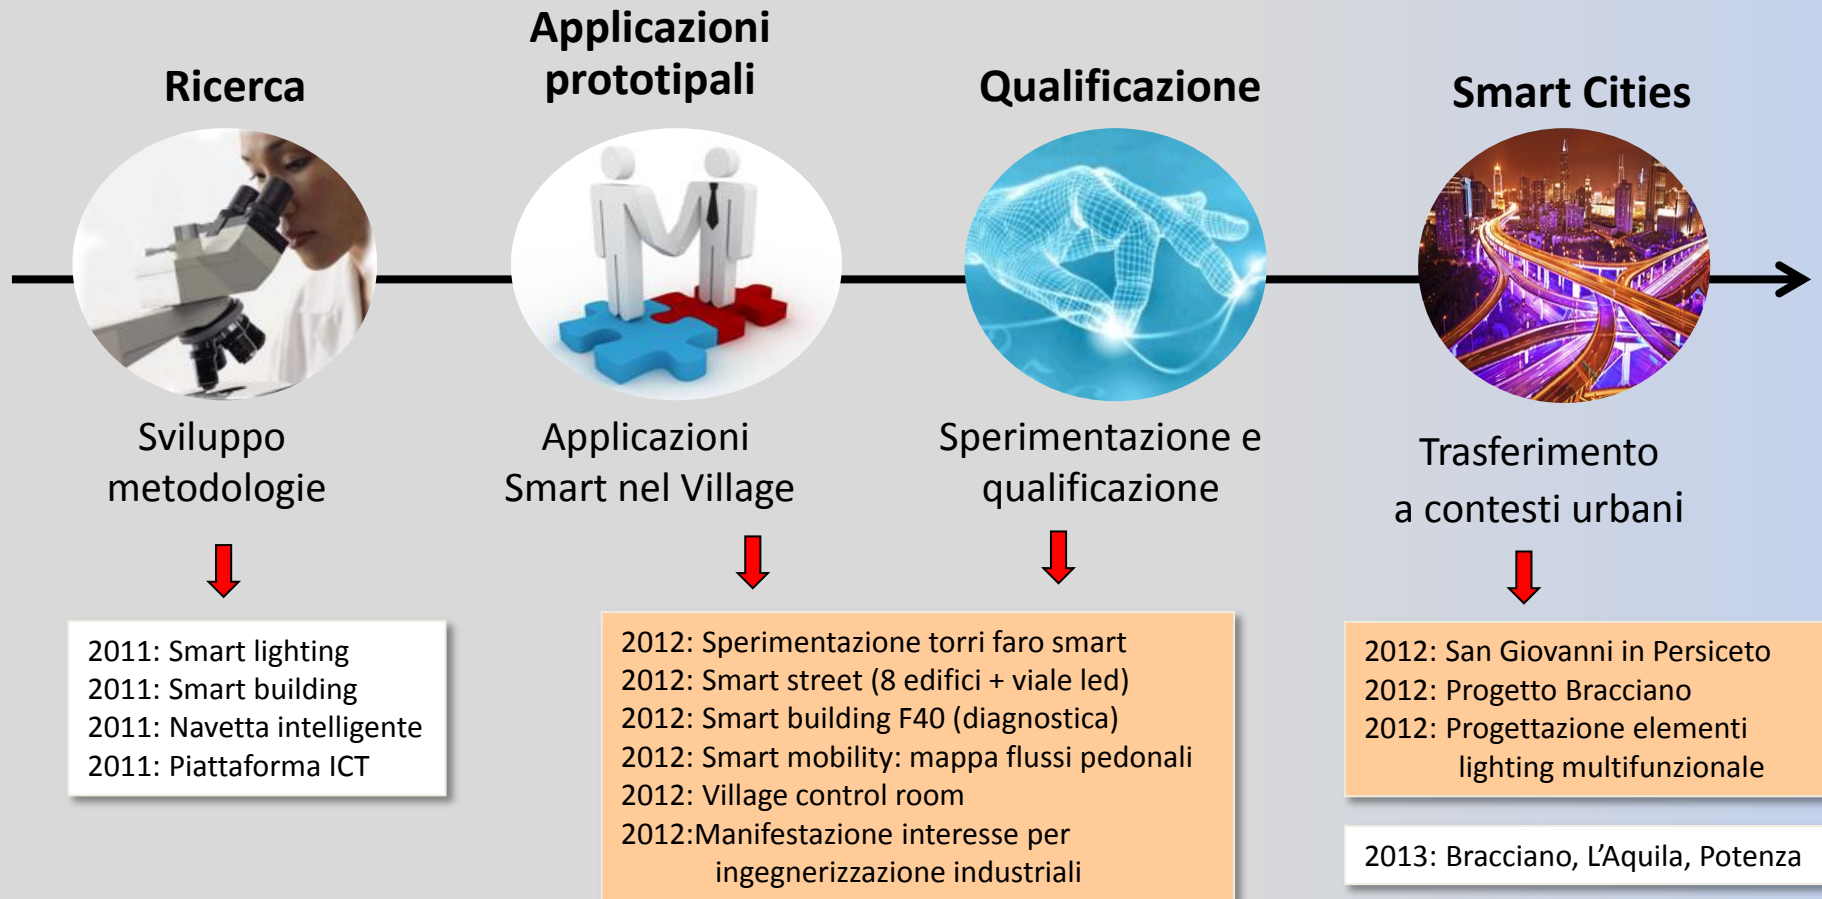 Ricerca
Applicazioni
prototipali
Qualificazione
Smart Cities
Sviluppo
metodologie
Applicazioni
Smart nel Village
Sperimentazione e
qualificazione
Trasferimento
a contesti urbani
2011: Smart lighting
2011: Smart building
2011: Navetta intelligente
2011: Piattaforma ICT
2012: Sperimentazione torri faro smart
2012: Smart street (8 edifici + viale led)
2012: Smart building F40 (diagnostica)
2012: Smart mobility: mappa flussi pedonali
2012: Village control room
2012:Manifestazione interesse per
ingegnerizzazione industriali
2012: San Giovanni in Persiceto
2012: Progetto Bracciano
2012: Progettazione elementi
lighting multifunzionale
2013: Bracciano, L’Aquila, Potenza